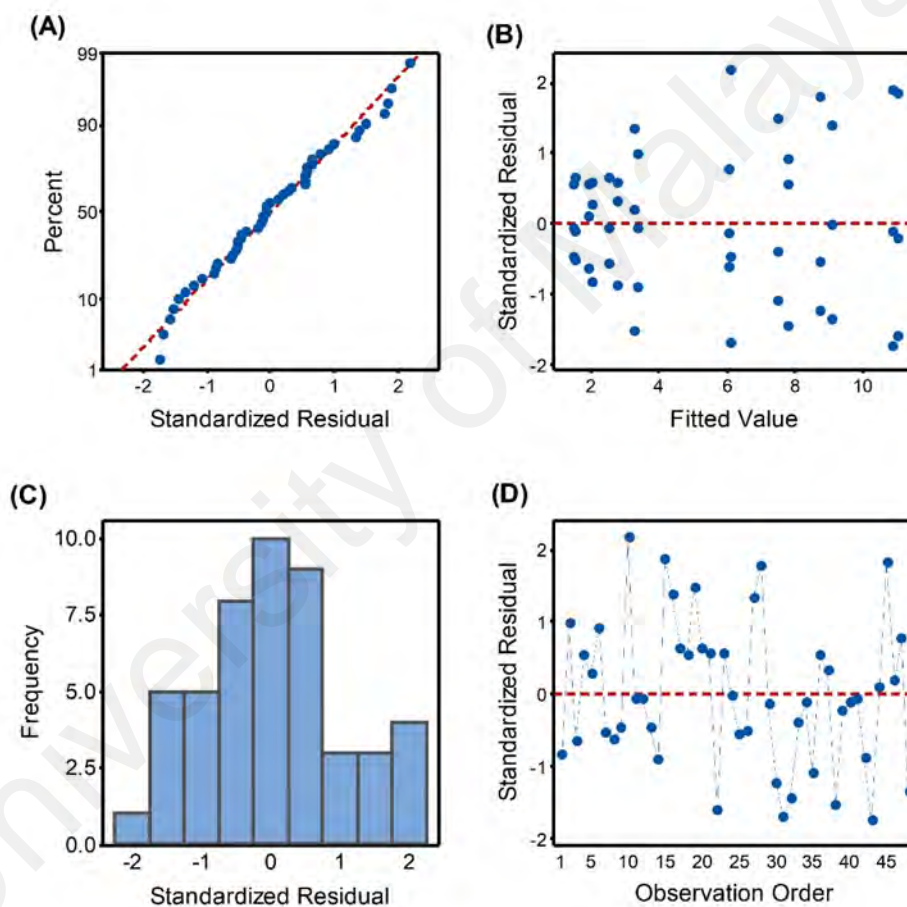 (A)
99
90
50
10
1
Percent
-2 -1 0 1 2
Standardized Residual
(B)
2
1
0
-1
-2
Standardized Residual
2 4 6 8 10
Fitted Value
(C)
10.0
7.5
5.0
2.5
0.0
Frequency
-2 -1 0 1 2
Standardized Residual
(D)
2
1
0
-1
-2
Standardized Residual
1 5 10 15 20 25 30 35 40 45
Observation Order
University of Malaya